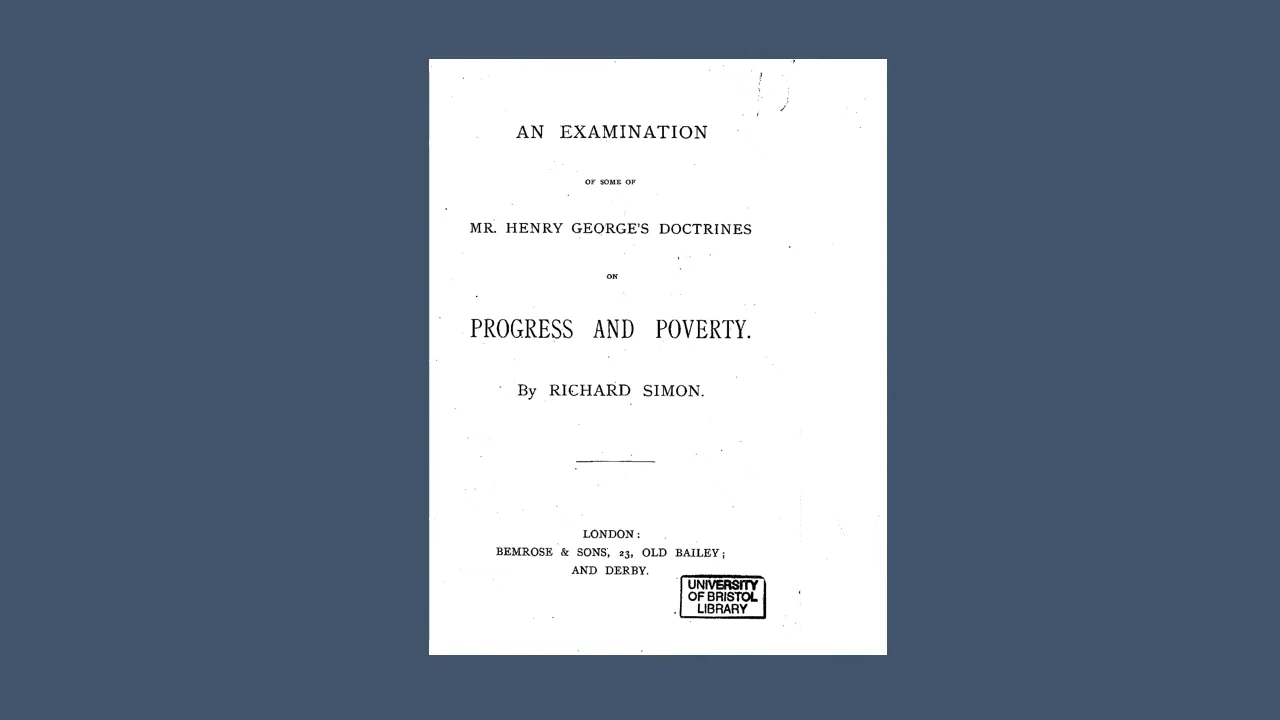 AN EXAMINATION
OF SOME OF
MR. HENRY GEORGE'S DOCTRINES
ON
PROGRESS AND POVERTY.
By RICHARD SIMON.
LONDON:
BEMROSE & SONS, 23, OLD BAILEY;
AND DERBY.
UNIVERSITY
OF BRISTOL
LIBRARY